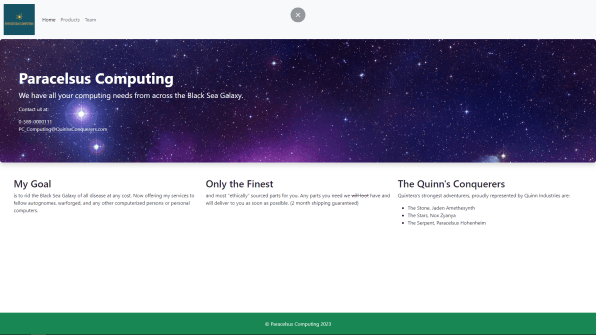 Home Products Team
Paracelsus Computing
We have all your computing needs from across the Black Sea Galaxy.
Contact us at:
0-589-0000111
PC_Computing@QuinnsConquerers.com
My Goal
is to rid the Black Sea Galaxy of all disease at any cost. Now offering my services to
fellow autognomes, warforged, and any other computerized persons or personal
computers.
Only the Finest
and most "ethically" sourced parts for you. Any parts you need we will loot have and
will deliver to you as soon as possible. (2 month shipping guaranteed)
The Quinn's Conquerers
Quintera's strongest adventurers, proudly represented by Quinn Industries are:
The Stone, Jaden Amethasynth
The Stars, Nox Zyanya
The Serpent, Paracelsus Hohenheim
© Paracelsus Computing 2023